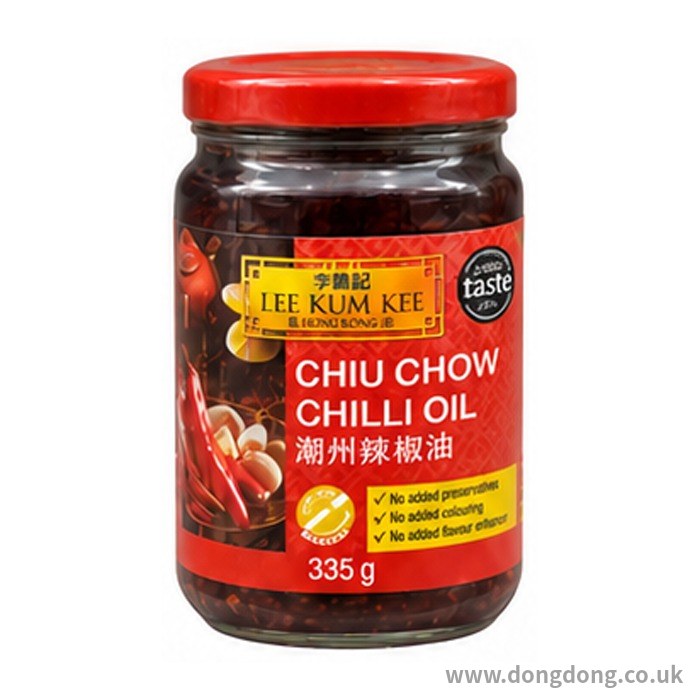 李錦記
LEE KUM KEE
taste
CHIU CHOW
CHILLI OIL
潮州辣椒油
✓ No added preservatives
✓ No added colouring
✓ No added flavour enhancer
335 g
www.dongdong.co.uk